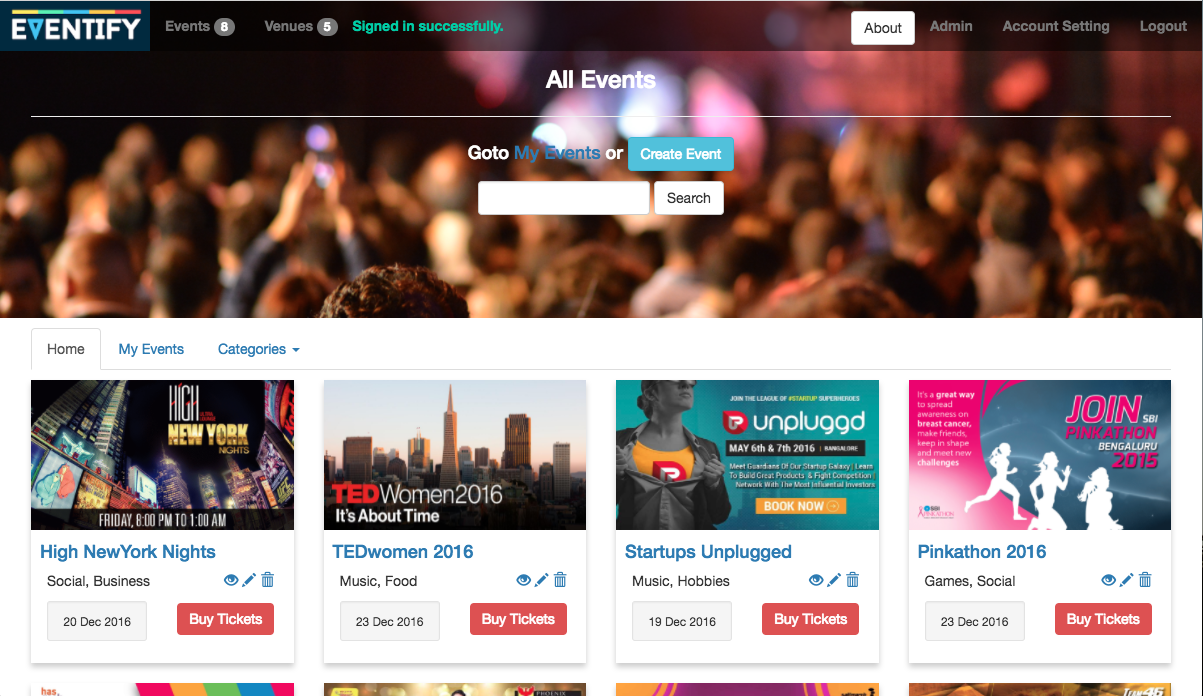 EVENTIFY Events 8 Venues 5 Signed in successfully. About Admin Account Setting Logout
All Events
Goto My Events or Create Event
Search
Home My Events Categories
HIGH
NEW YORK
NIGHTS
FRIDAY, 8:00 PM TO 1:00 AM
High NewYork Nights
Social, Business
20 Dec 2016 Buy Tickets
TEDWomen2016
It's About Time
TEDwomen 2016
Music, Food
23 Dec 2016 Buy Tickets
JOIN THE LEAGUE OF #STARTUP SUPERHEROES
unpluggd
MAY 6th & 7th 2016 | BANGALORE
Meet Guardians Of Our Startup Galaxy | Learn
To Build Great Products & Fight Competition |
Network With The Most Influential Investors
BOOK NOW
Startups Unplugged
Music, Hobbies
19 Dec 2016 Buy Tickets
It's a great way
to spread
awareness on
breast cancer,
make friends,
keep in shape
and meet new
challenges
JOIN SBI
PINKATHON
BENGALURU
2015
SBI
PINKATHON
Pinkathon 2016
Games, Social
23 Dec 2016 Buy Tickets
has.
PHOENIX